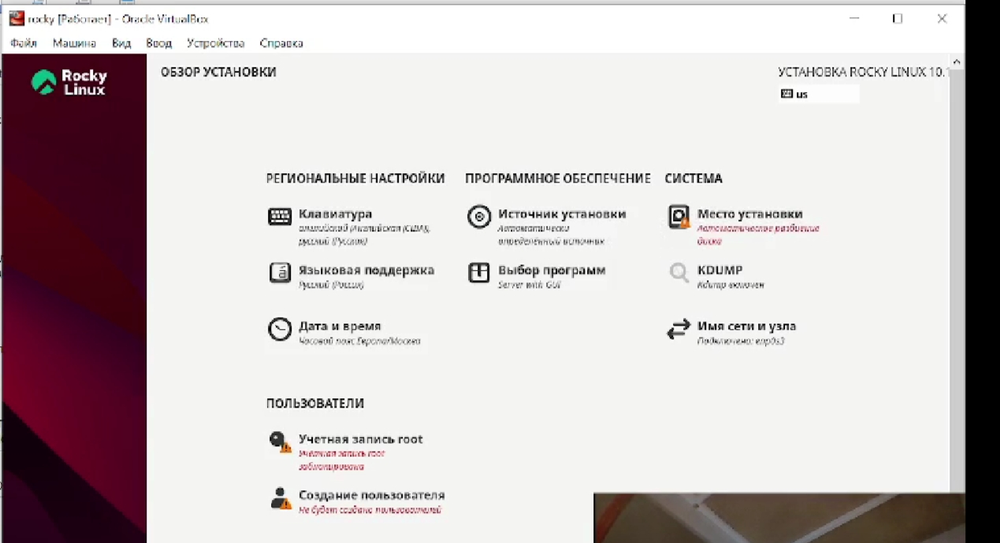 rocky [Работает] - Oracle VirtualBox
Файл Машина Вид Ввод Устройства Справка
Rocky
Linux
ОБЗОР УСТАНОВКИ
УСТАНОВКА ROCKY LINUX 10.1
us
РЕГИОНАЛЬНЫЕ НАСТРОЙКИ
Клавиатура
английский (Английская (США),
русский (Русская)
Языковая поддержка
Русский (Россия)
Дата и время
Часовой пояс Европа/Москва
ПРОГРАММНОЕ ОБЕСПЕЧЕНИЕ
Источник установки
Автоматически
определённый источник
Выбор программ
Server with GUI
СИСТЕМА
Место установки
Автоматическое разбиение
диска
KDUMP
Kdump включен
Имя сети и узла
Подключено: enp0s3
ПОЛЬЗОВАТЕЛИ
Учетная запись root
Учётная запись root
заблокирована
Создание пользователя
Не будет создано пользователей